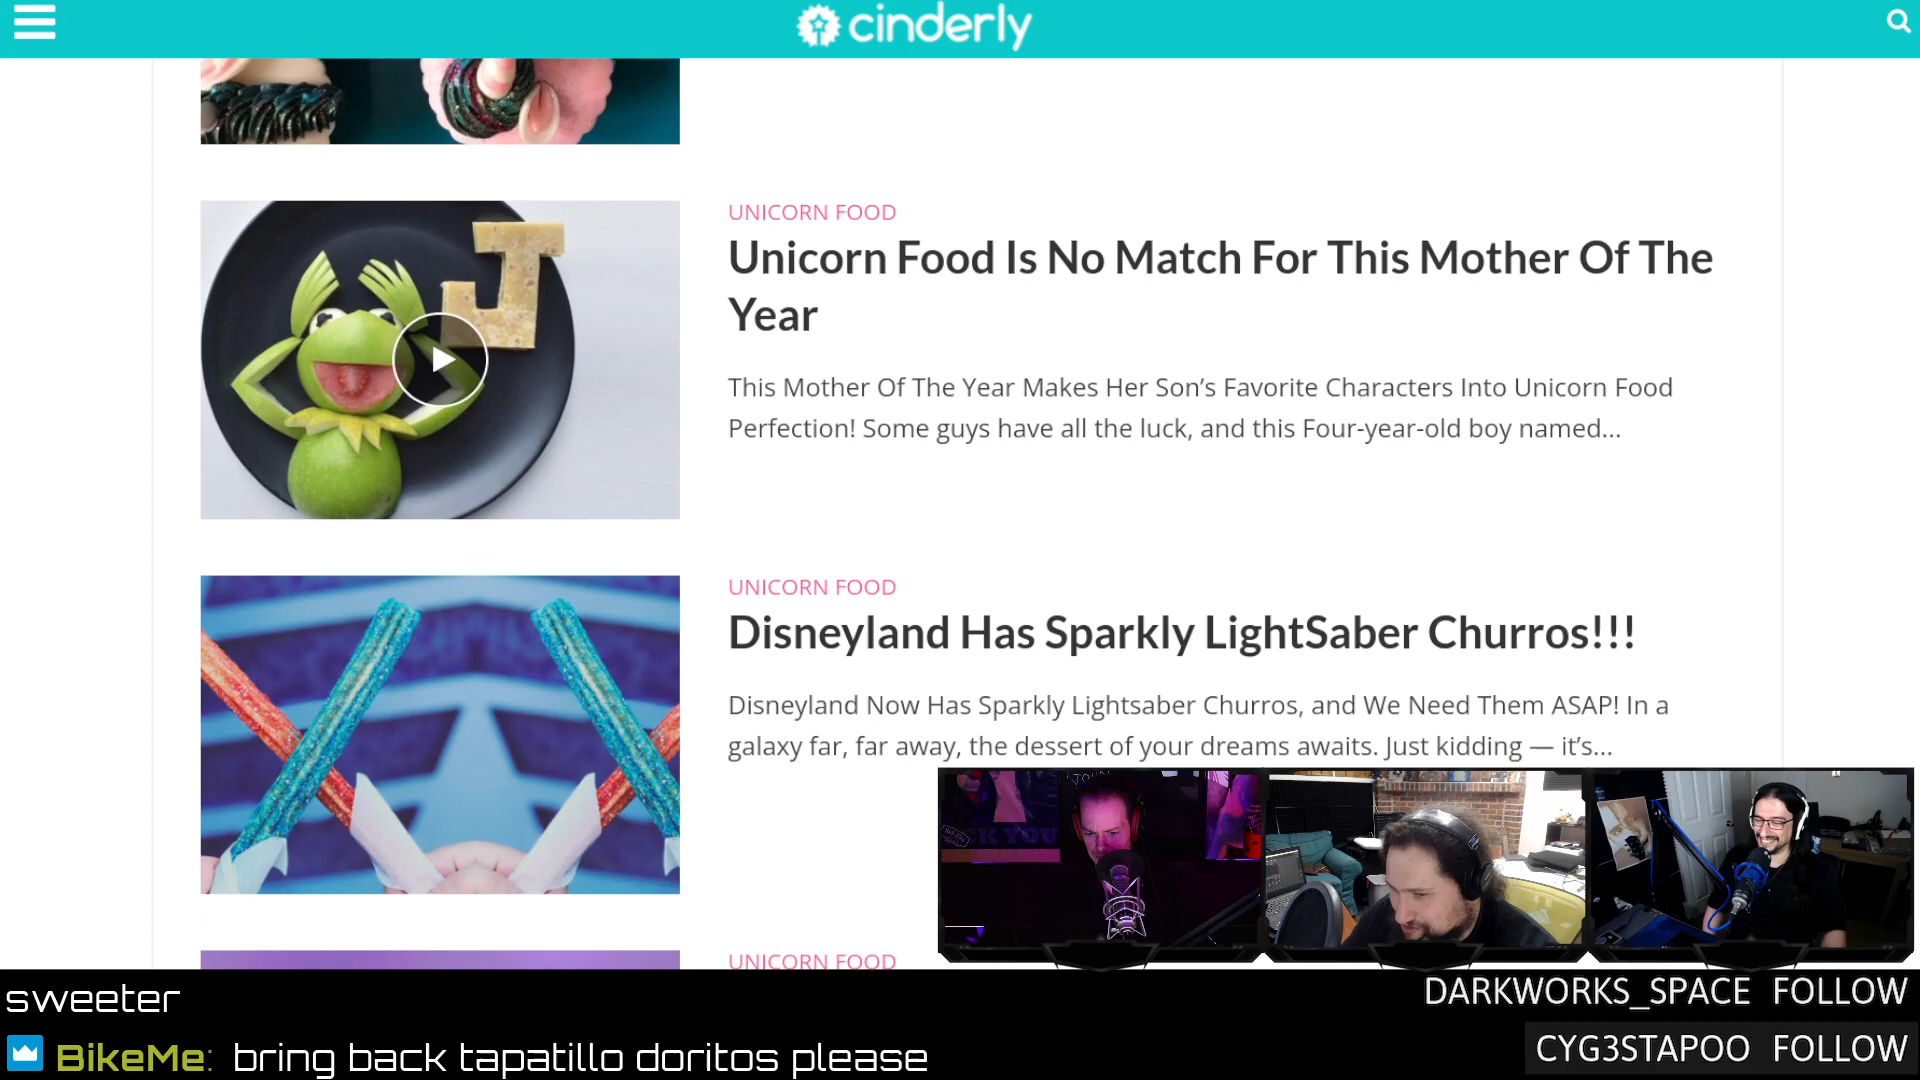 cinderly
UNICORN FOOD
Unicorn Food Is No Match For This Mother Of The
Year
This Mother Of The Year Makes Her Son’s Favorite Characters Into Unicorn Food
Perfection! Some guys have all the luck, and this Four-year-old boy named...
UNICORN FOOD
Disneyland Has Sparkly LightSaber Churros!!!
Disneyland Now Has Sparkly Lightsaber Churros, and We Need Them ASAP! In a
galaxy far, far away, the dessert of your dreams awaits. Just kidding — it’s...
UNICORN FOOD
sweeter
BikeMe: bring back tapatillo doritos please
DARKWORKS_SPACE FOLLOW
CYG3STAPOO FOLLOW